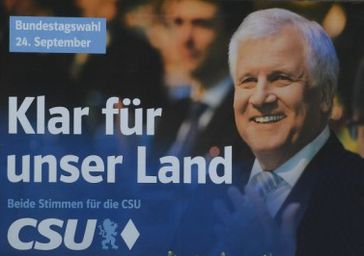 Bundestagswahl
24. September
Klar für
unser Land
Beide Stimmen für die CSU
CSU